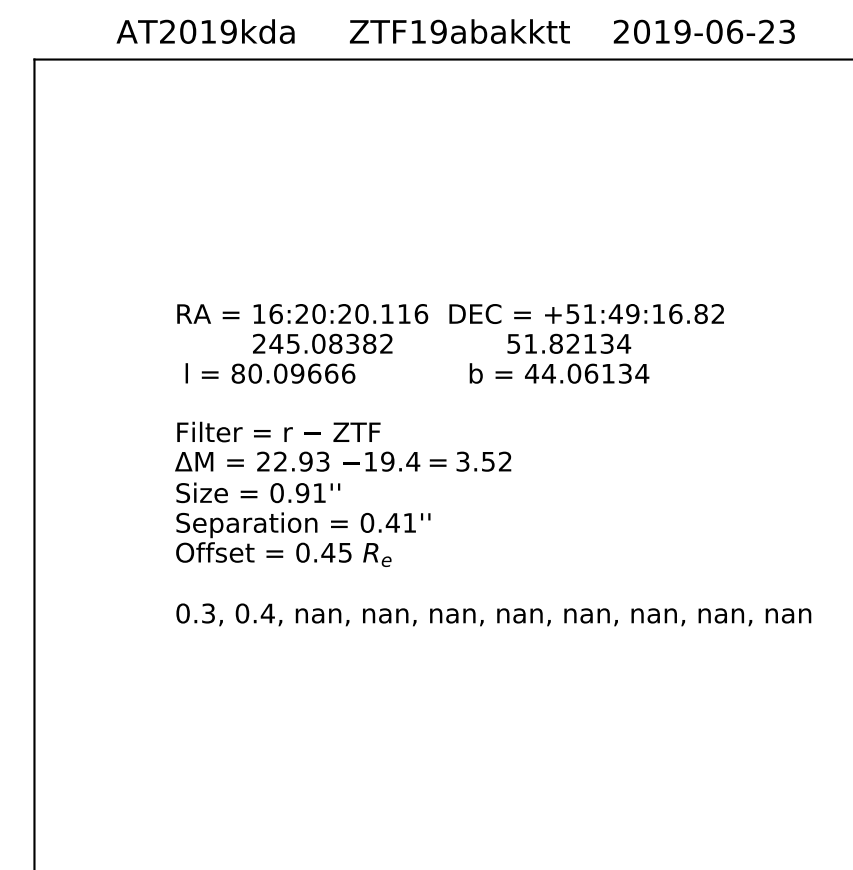 AT2019kda ZTF19abakktt 2019-06-23
RA = 16:20:20.116 DEC = +51:49:16.82
245.08382 51.82134
l = 80.09666 b = 44.06134
Filter = r − ZTF
ΔM = 22.93 −19.4 = 3.52
Size = 0.91''
Separation = 0.41''
Offset = 0.45 Rₑ
0.3, 0.4, nan, nan, nan, nan, nan, nan, nan, nan